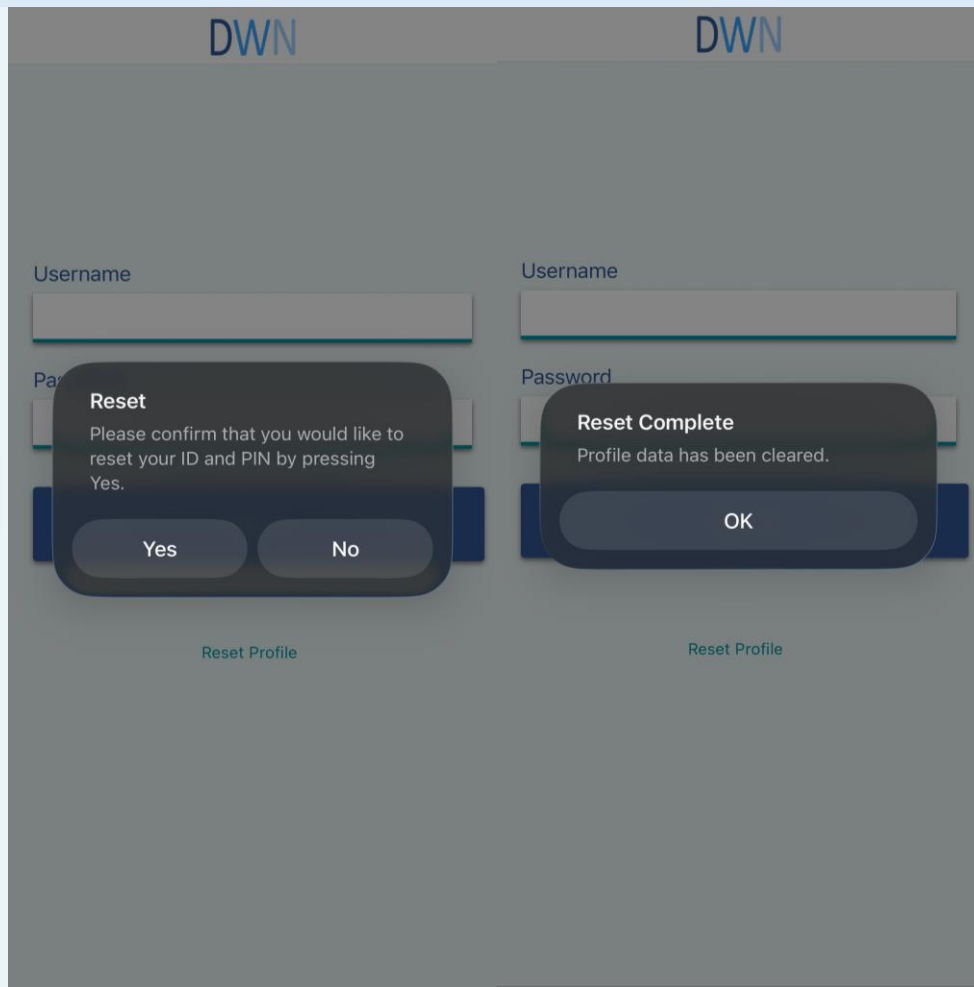 DWN
Username
Pa
Reset
Please confirm that you would like to
reset your ID and PIN by pressing
Yes.
Yes
No
Reset Profile
DWN
Username
Password
Reset Complete
Profile data has been cleared.
OK
Reset Profile